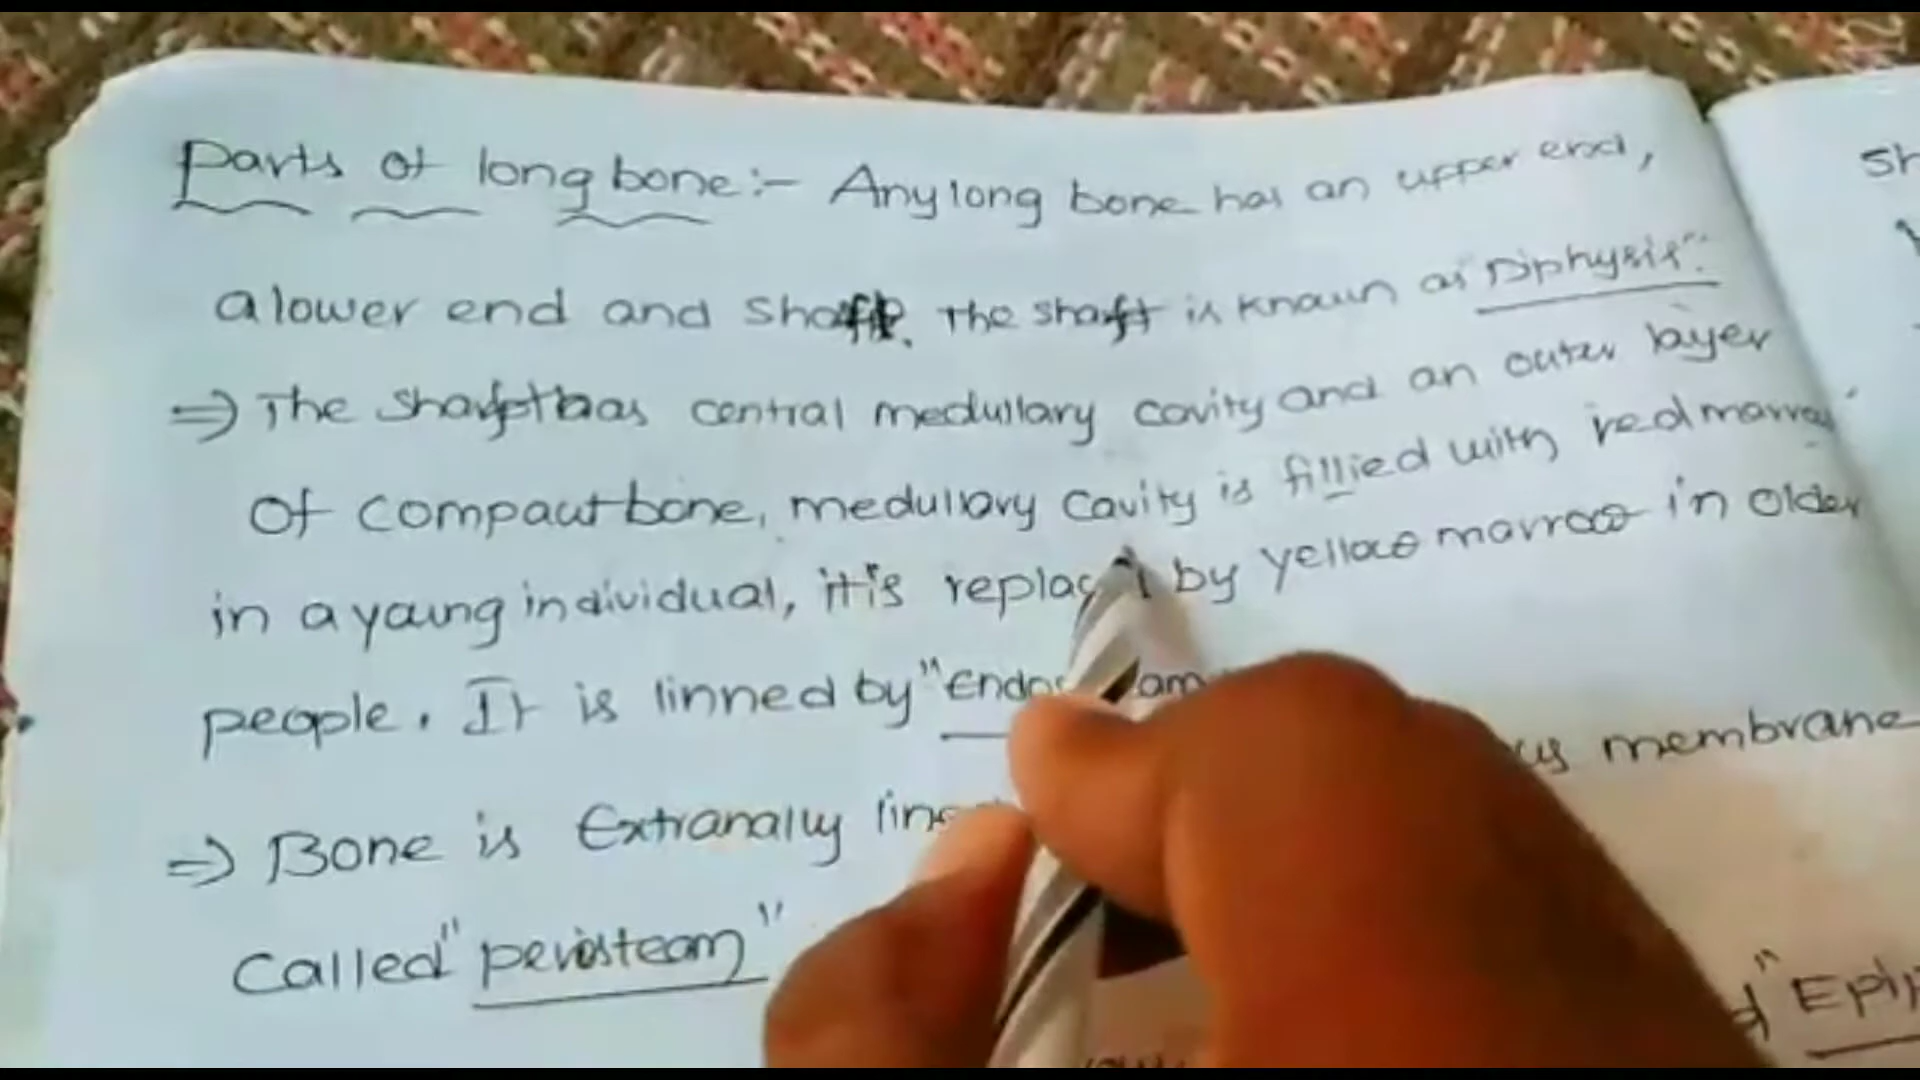 Parts of long bone:- Any long bone has an upper end,
a lower end and shaft. The shaft is known as "Diphysis".
⇒ The shaft has central medullary cavity and an outer layer
of compaut bone, medullary cavity is fillied with red marrow
in a young individual, it is by yellow marrow in older
people. It is linned by "
⇒ Bone is Extranally membrane
called "periosteam"